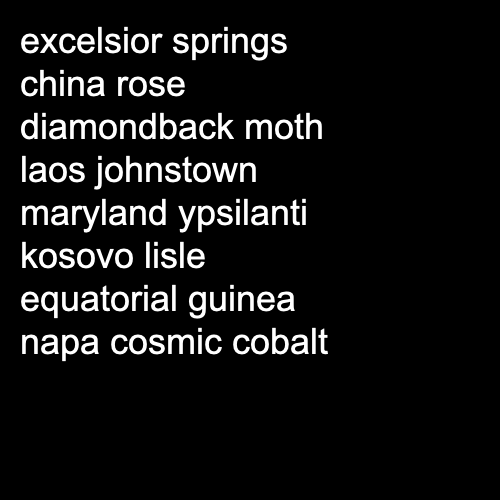 excelsior springs
china rose
diamondback moth
laos johnstown
maryland ypsilanti
kosovo lisle
equatorial guinea
napa cosmic cobalt